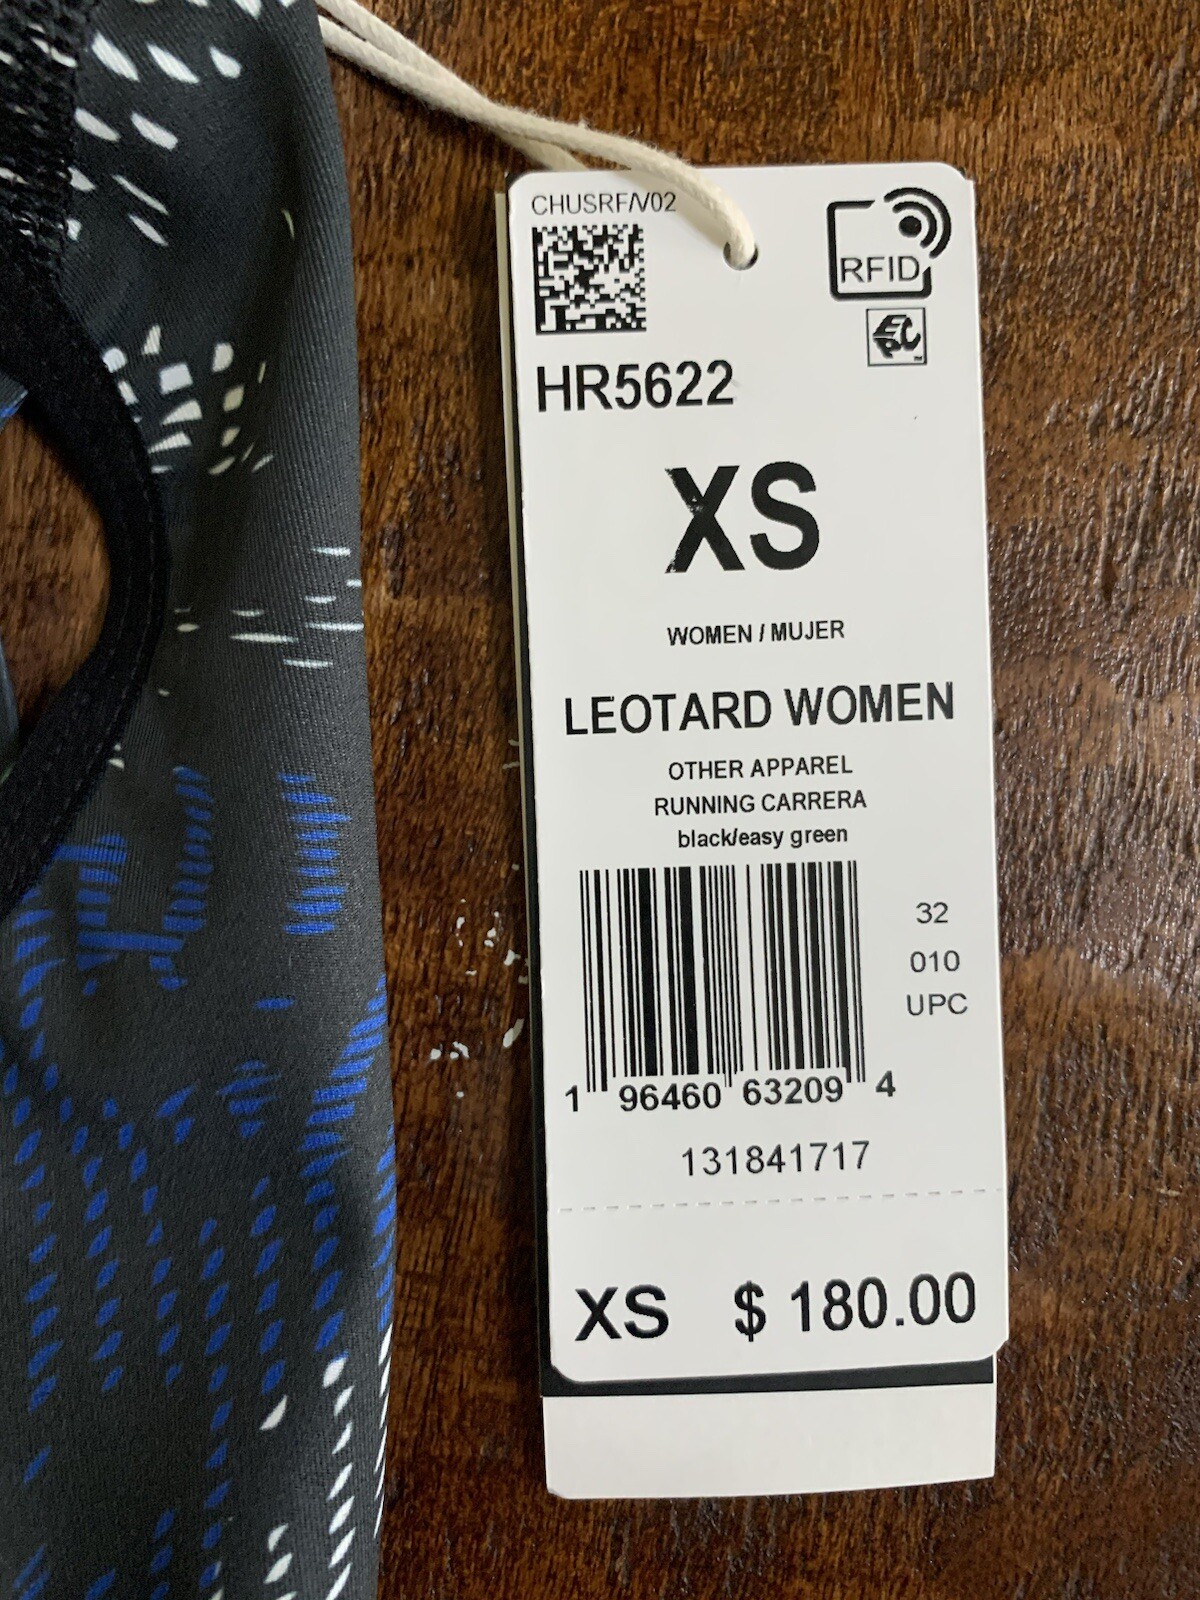 CHUSRF/V02
RFID
EPC
HR5622
XS
WOMEN / MUJER
LEOTARD WOMEN
OTHER APPAREL
RUNNING CARRERA
black/easy green
32
010
UPC
1 96460 63209 4
131841717
XS $ 180.00